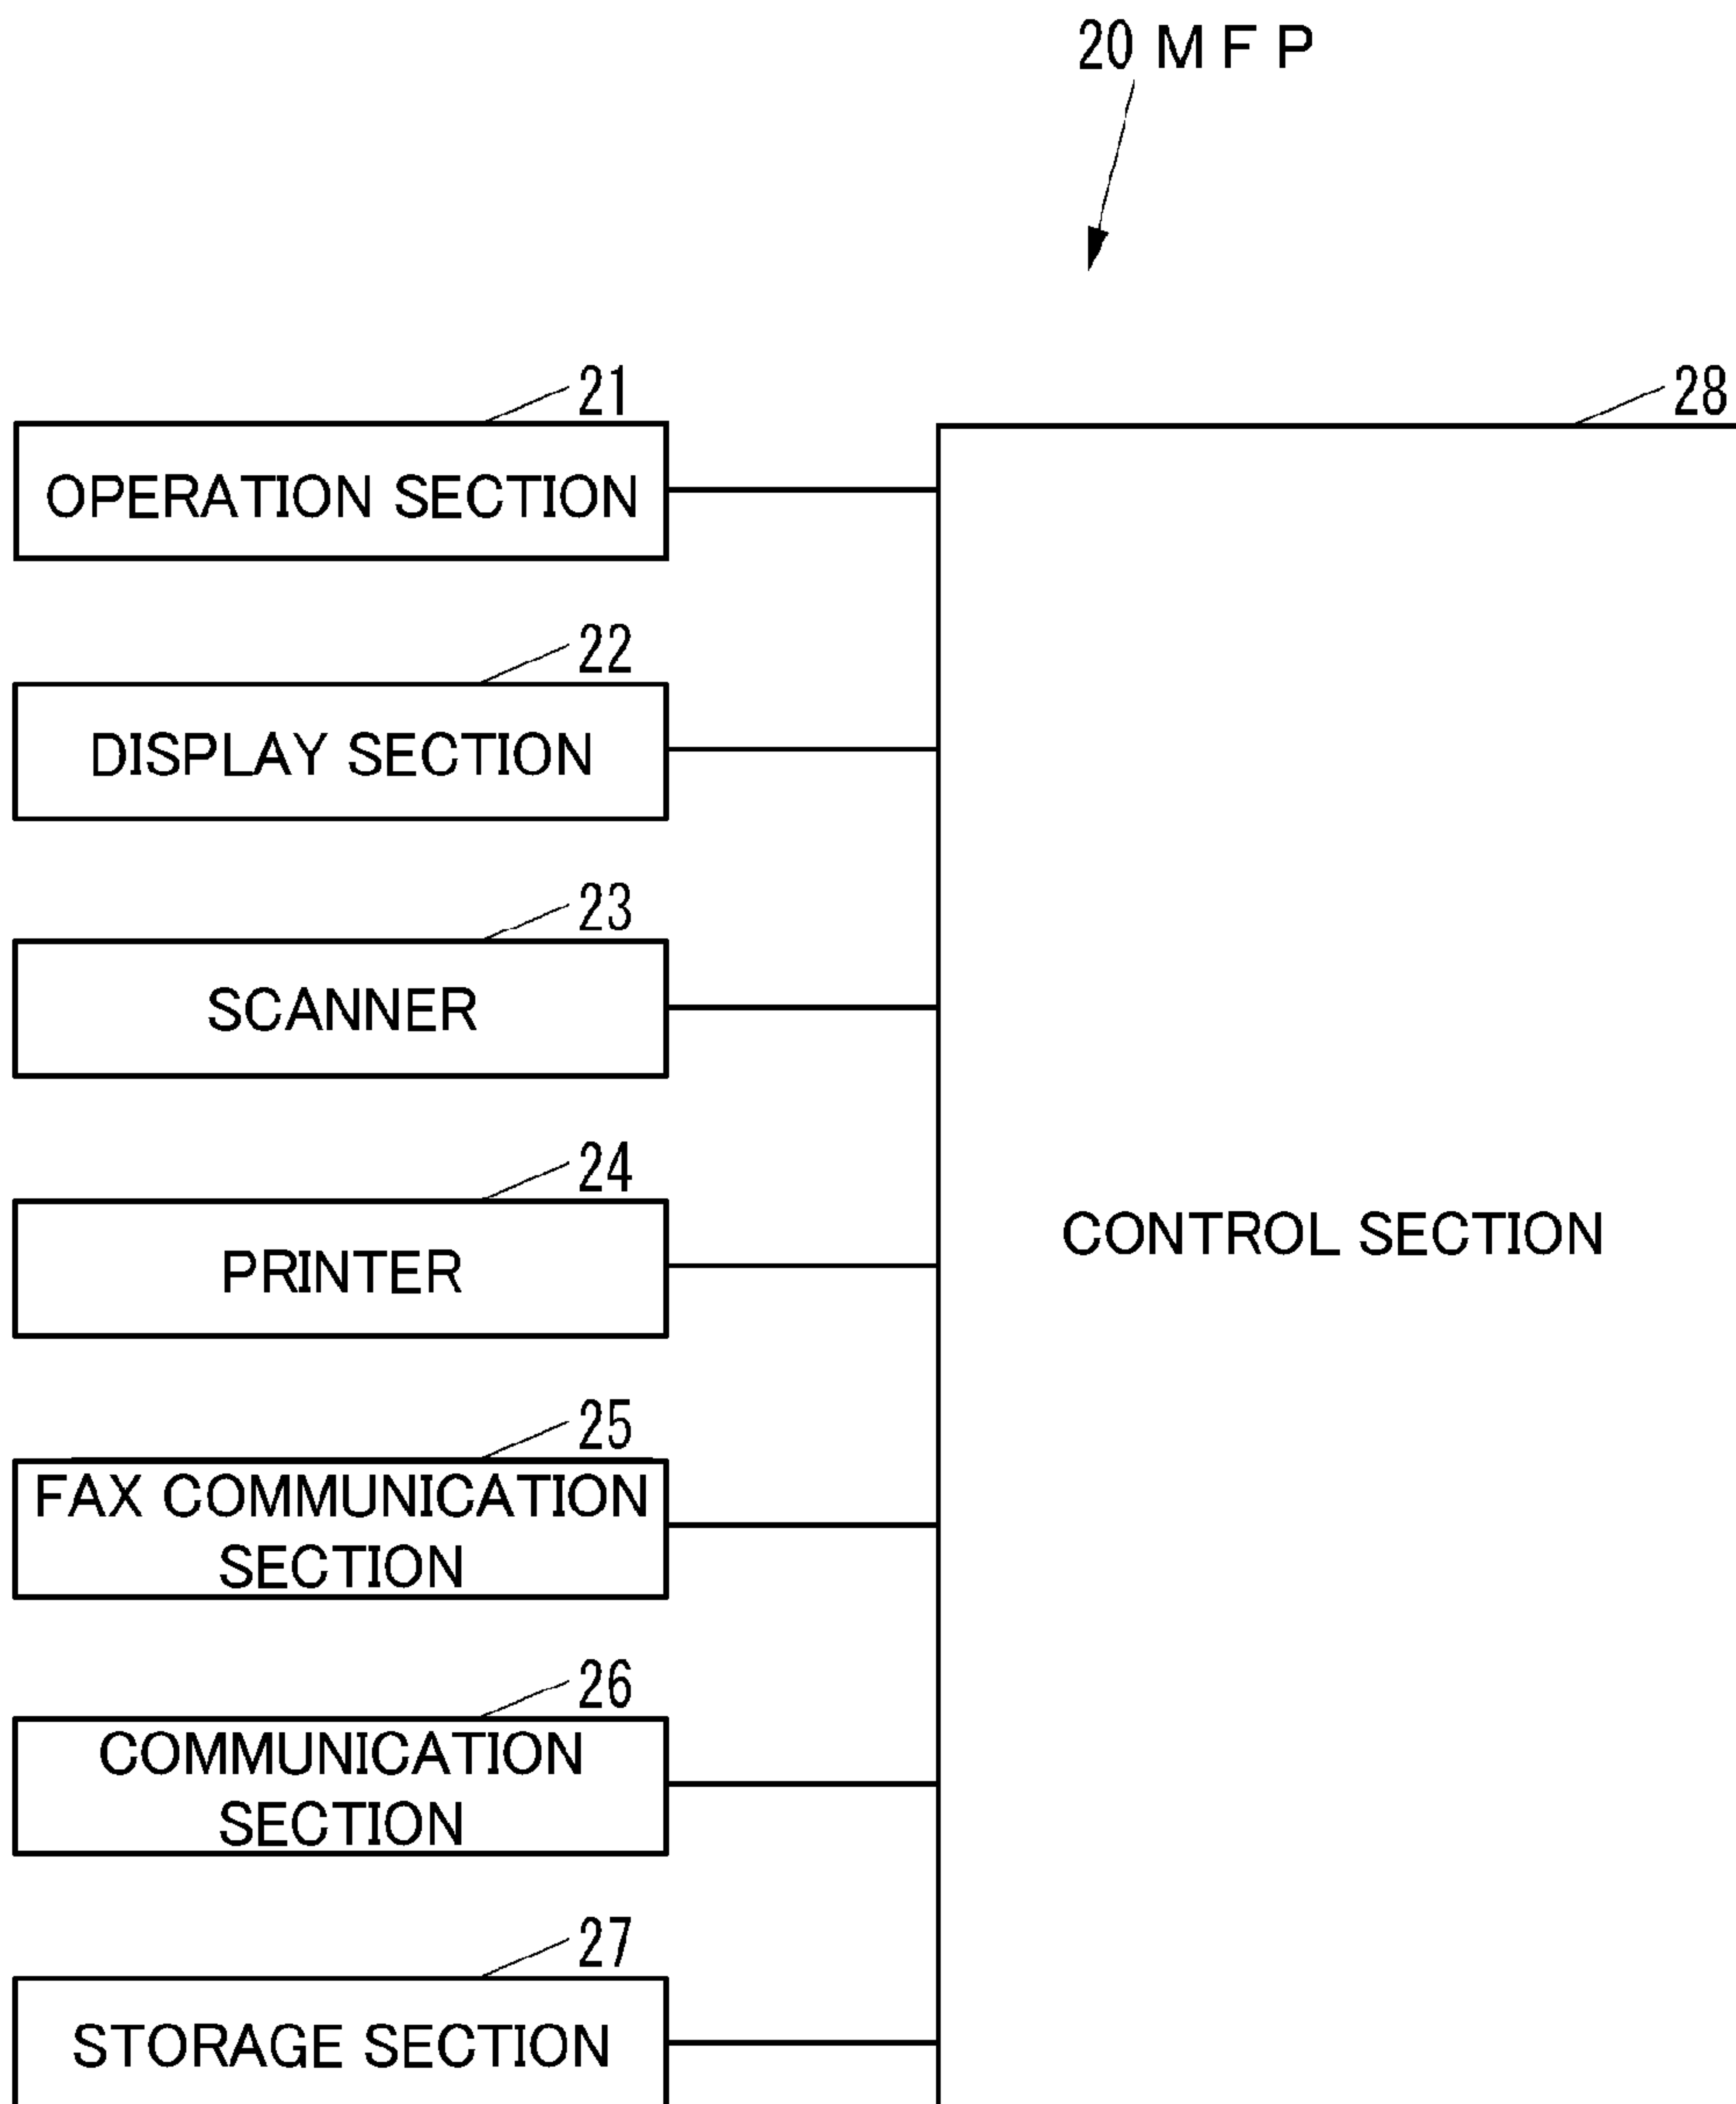 20 M F P
21
28
OPERATION SECTION
22
DISPLAY SECTION
23
SCANNER
24
PRINTER
CONTROL SECTION
25
FAX COMMUNICATION
SECTION
26
COMMUNICATION
SECTION
27
STORAGE SECTION